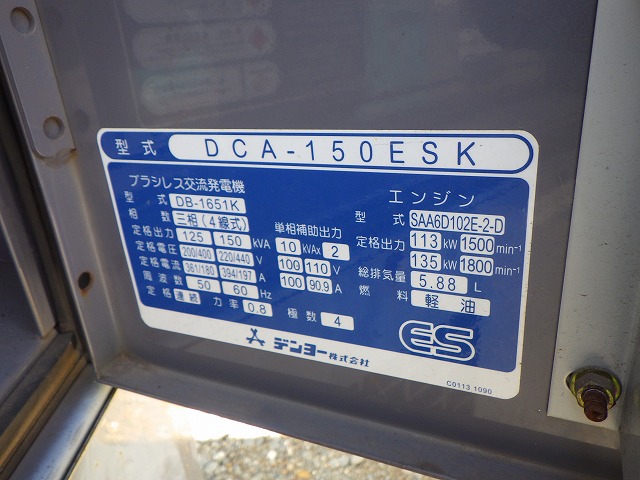 型式 DCA-150ESK
ブラシレス交流発電機
型式 DB-1651K
相数 三相(4線式)
定格出力 125 150 kVA
定格電圧 200/400 220/440 V
定格電流 361/180 394/197 A
周波数 50 60 Hz
定格 連続 力率 0.8 極数 4
単相補助出力
10 kVAx 2
100 110 V
100 90.9 A
エンジン
型式 SAA6D102E-2-D
定格出力 113 kW 1500 min⁻¹
135 kW 1800 min⁻¹
総排気量 5.88 L
燃料 軽油
デンヨー株式会社
ES
C0113 1090